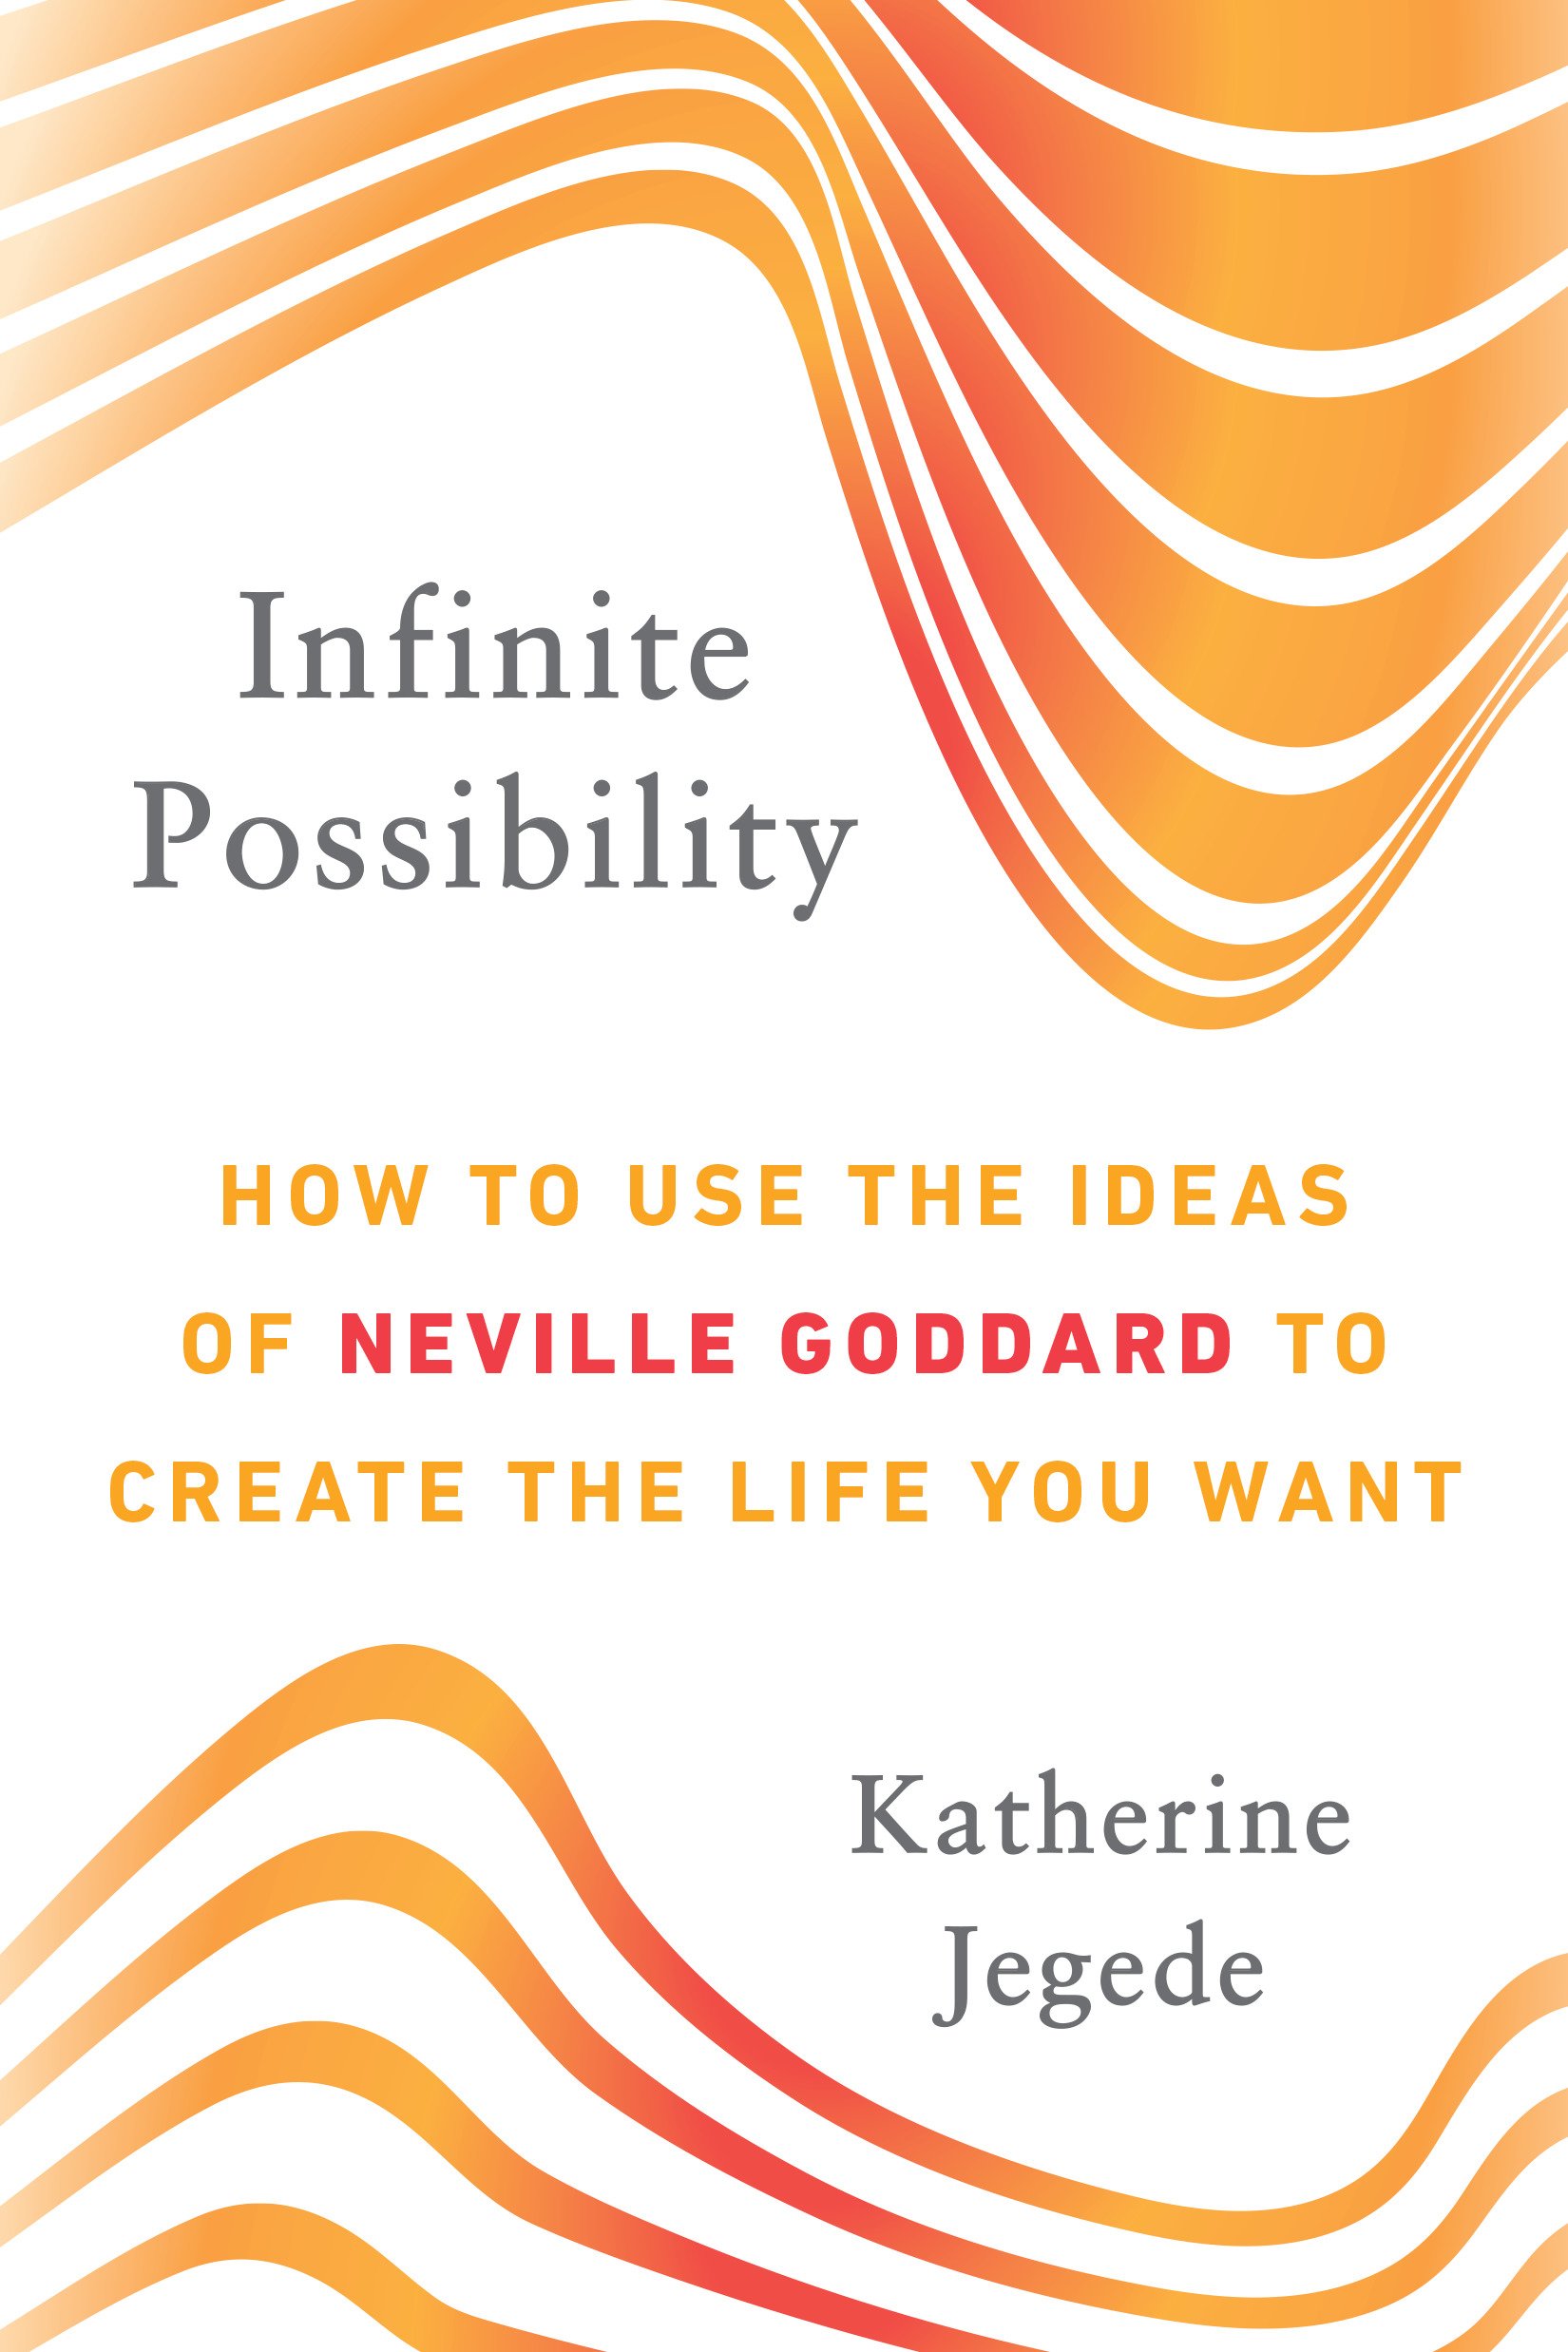 Infinite
Possibility
HOW TO USE THE IDEAS
OF NEVILLE GODDARD TO
CREATE THE LIFE YOU WANT
Katherine
Jegede